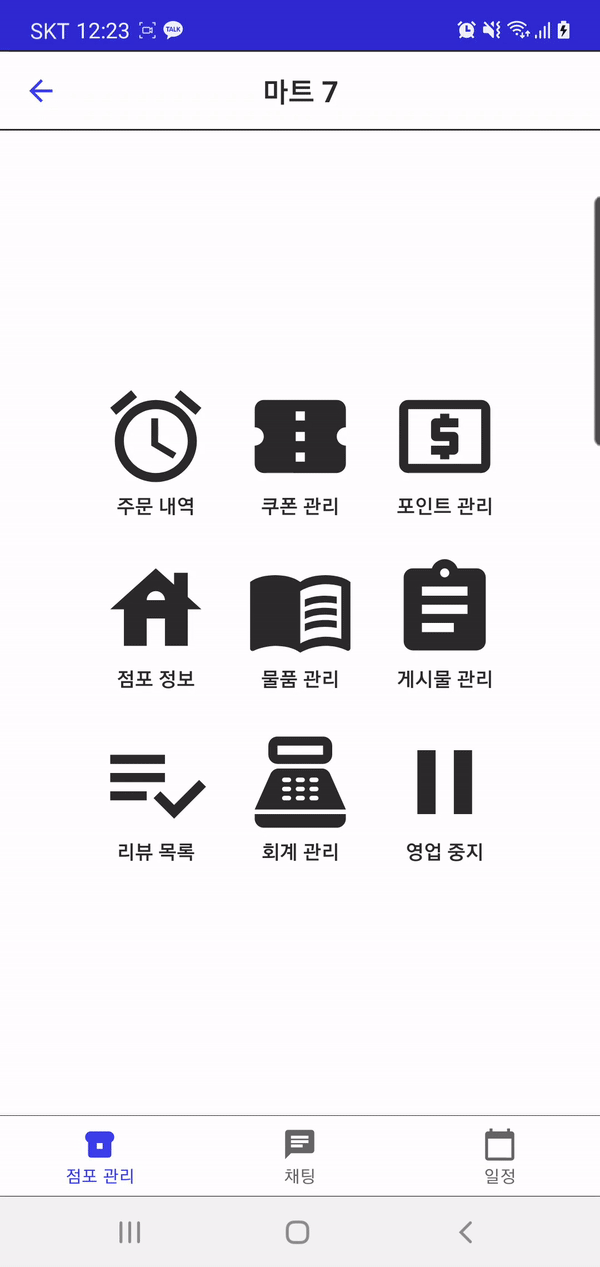 SKT 12:23 TALK
마트 7
주문 내역 쿠폰 관리 포인트 관리
점포 정보 물품 관리 게시물 관리
리뷰 목록 회계 관리 영업 중지
점포 관리 채팅 일정